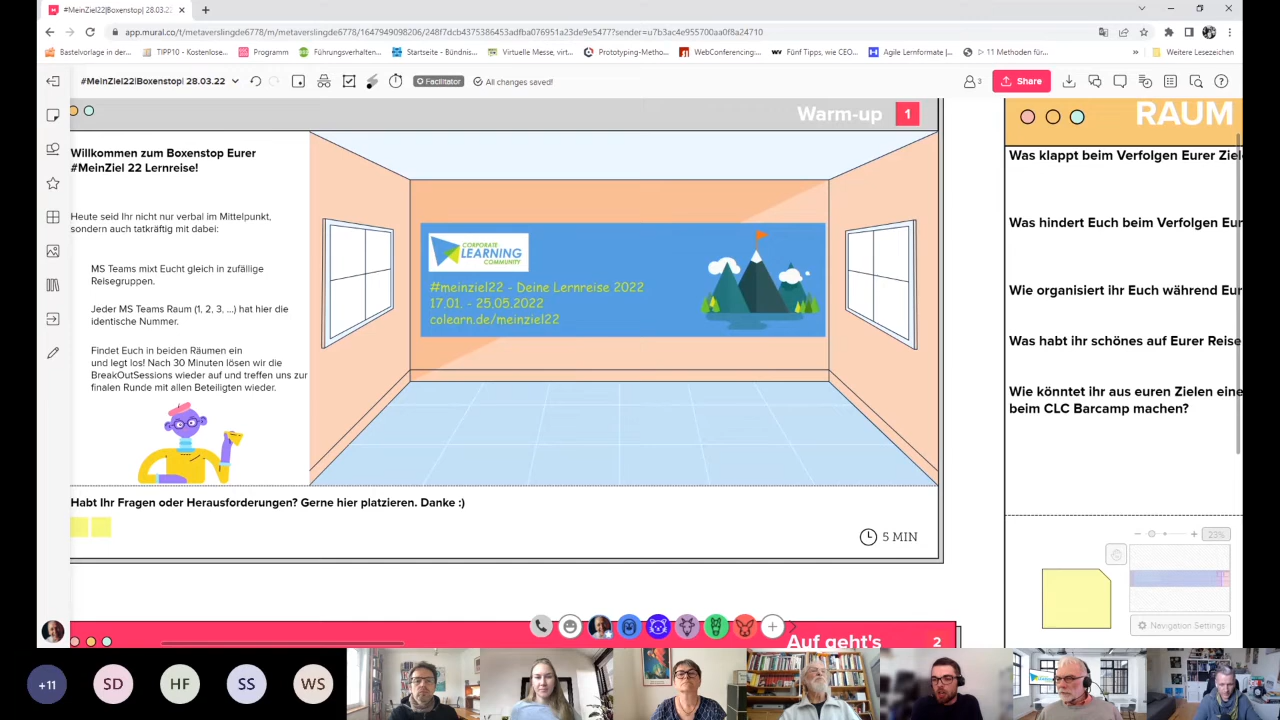 #MeinZiel22|Boxenstop| 28.03.22
app.mural.co/t/metaverslingde6778/m/metaverslingde6778/1647949098206/248f7dcb4375386453adfba076951a23de9e5477?sender=u7b3ac4e955700aa0f8a24710
Bastelvorlage in der...
TIPP10 - Kostenlose...
Programm
Führungsverhalten...
Startseite - Bündnis...
Virtuelle Messe, virt...
Prototyping-Metho...
WebConferencing...
Fünf Tipps, wie CEO...
Agile Lernformate |...
▷ 11 Methoden für...
»
Weitere Lesezeichen
#MeinZiel22|Boxenstop| 28.03.22
Facilitator
All changes saved!
3
Share
Warm-up 1
Willkommen zum Boxenstop Eurer
#MeinZiel 22 Lernreise!
Heute seid Ihr nicht nur verbal im Mittelpunkt,
sondern auch tatkräftig mit dabei:
MS Teams mixt Eucht gleich in zufällige
Reisegruppen.
Jeder MS Teams Raum (1, 2, 3, ...) hat hier die
identische Nummer.
Findet Euch in beiden Räumen ein
und legt los! Nach 30 Minuten lösen wir die
BreakOutSessions wieder auf und treffen uns zur
finalen Runde mit allen Beteiligten wieder.
CORPORATE
LEARNING
COMMUNITY
#meinziel22 - Deine Lernreise 2022
17.01. - 25.05.2022
colearn.de/meinziel22
Habt Ihr Fragen oder Herausforderungen? Gerne hier platzieren. Danke :)
5 MIN
RAUM
Was klappt beim Verfolgen Eurer Ziel
Was hindert Euch beim Verfolgen Eur
Wie organisiert ihr Euch während Eur
Was habt ihr schönes auf Eurer Reise
Wie könntet ihr aus euren Zielen eine
beim CLC Barcamp machen?
23%
Navigation Settings
Auf geht's 2
+11
SD
HF
SS
WS